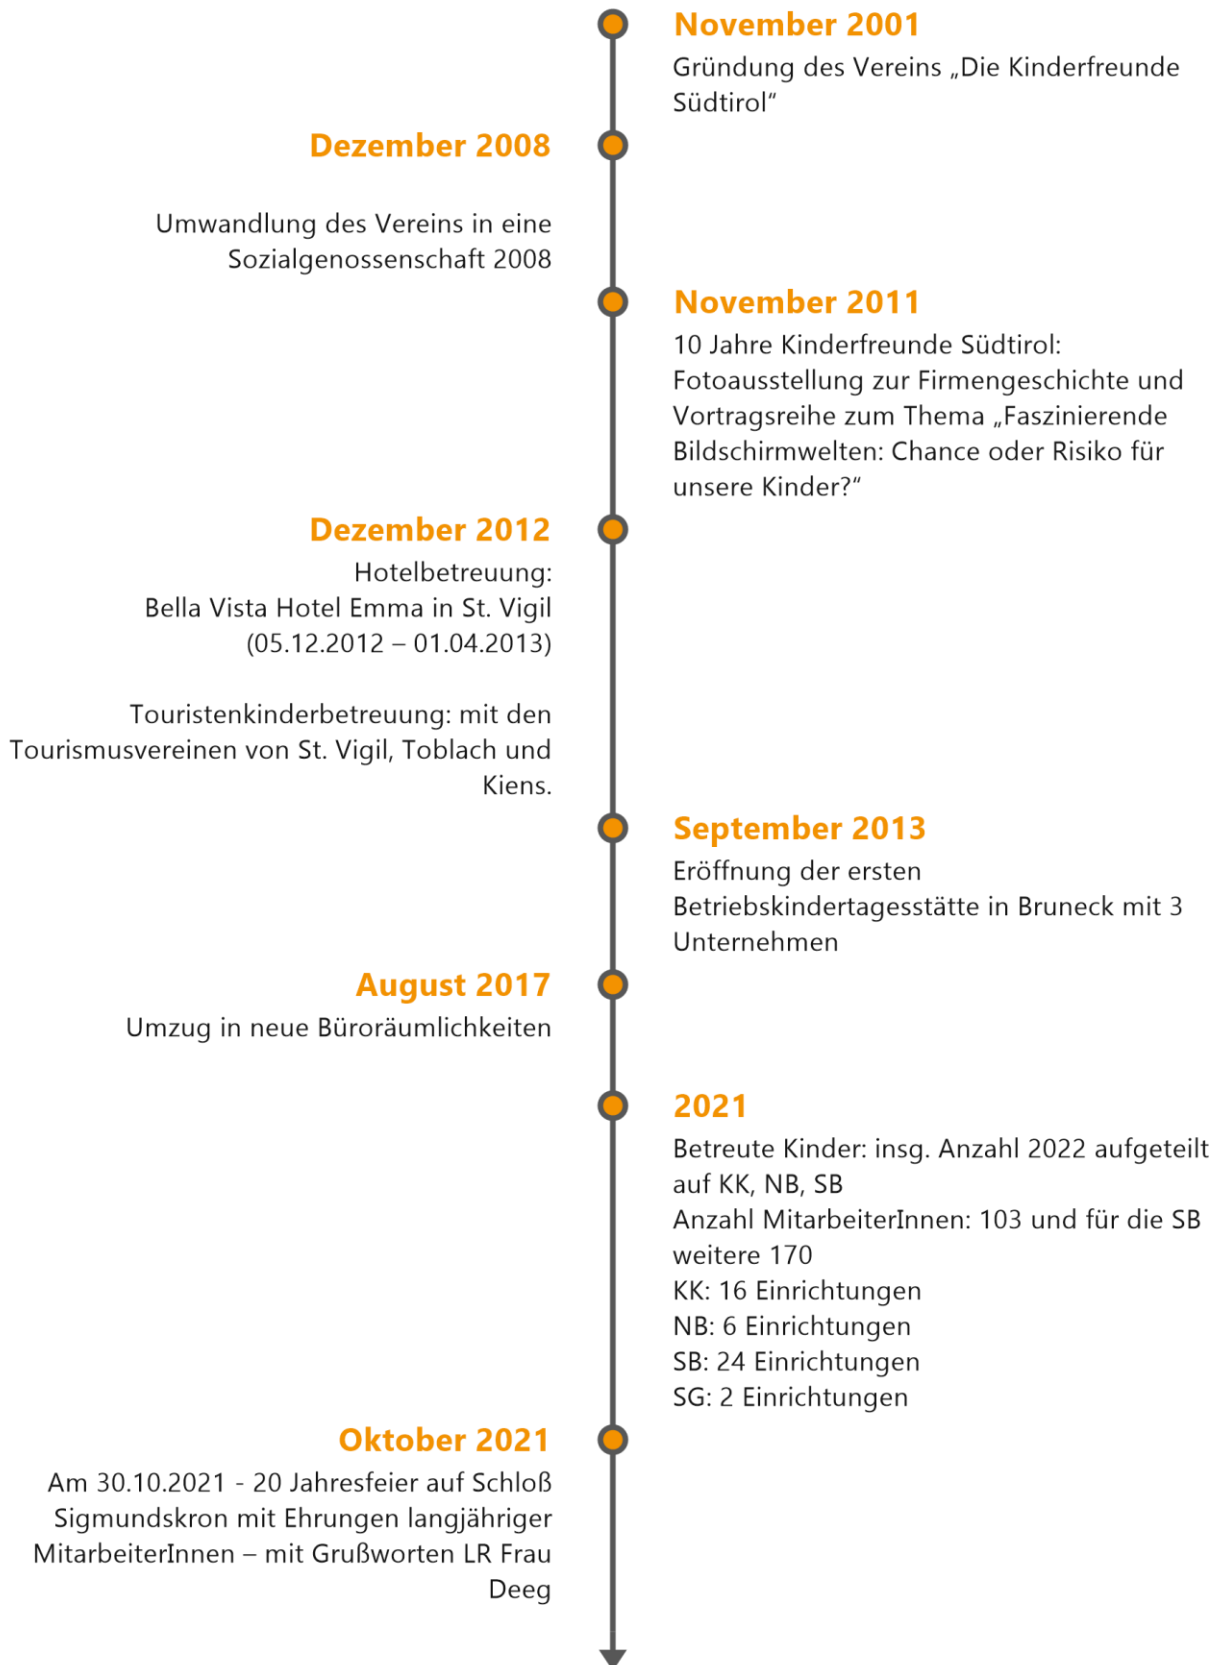 November 2001
Gründung des Vereins „Die Kinderfreunde
Südtirol“
Dezember 2008
Umwandlung des Vereins in eine
Sozialgenossenschaft 2008
November 2011
10 Jahre Kinderfreunde Südtirol:
Fotoausstellung zur Firmengeschichte und
Vortragsreihe zum Thema „Faszinierende
Bildschirmwelten: Chance oder Risiko für
unsere Kinder?“
Dezember 2012
Hotelbetreuung:
Bella Vista Hotel Emma in St. Vigil
(05.12.2012 – 01.04.2013)
Touristenkinderbetreuung: mit den
Tourismusvereinen von St. Vigil, Toblach und
Kiens.
September 2013
Eröffnung der ersten
Betriebskindertagesstätte in Bruneck mit 3
Unternehmen
August 2017
Umzug in neue Büroräumlichkeiten
2021
Betreute Kinder: insg. Anzahl 2022 aufgeteilt
auf KK, NB, SB
Anzahl MitarbeiterInnen: 103 und für die SB
weitere 170
KK: 16 Einrichtungen
NB: 6 Einrichtungen
SB: 24 Einrichtungen
SG: 2 Einrichtungen
Oktober 2021
Am 30.10.2021 - 20 Jahresfeier auf Schloß
Sigmundskron mit Ehrungen langjähriger
MitarbeiterInnen – mit Grußworten LR Frau
Deeg